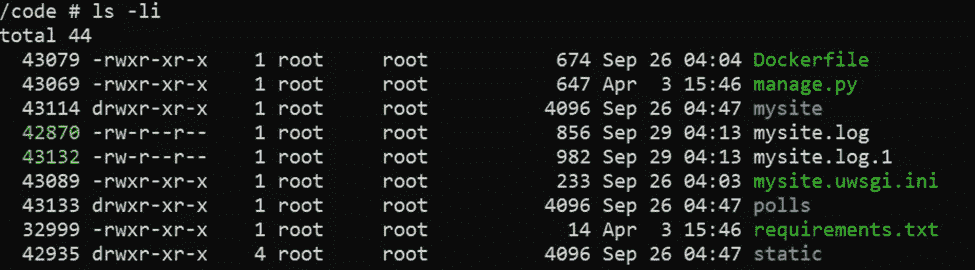 /code # ls -li
total 44
43079 -rwxr-xr-x 1 root root 674 Sep 26 04:04 Dockerfile
43069 -rwxr-xr-x 1 root root 647 Apr 3 15:46 manage.py
43114 drwxr-xr-x 1 root root 4096 Sep 26 04:47 mysite
42870 -rw-r--r-- 1 root root 856 Sep 29 04:13 mysite.log
43132 -rw-r--r-- 1 root root 982 Sep 29 04:13 mysite.log.1
43089 -rwxr-xr-x 1 root root 233 Sep 26 04:03 mysite.uwsgi.ini
43133 drwxr-xr-x 1 root root 4096 Sep 26 04:47 polls
32999 -rwxr-xr-x 1 root root 14 Apr 3 15:46 requirements.txt
42935 drwxr-xr-x 4 root root 4096 Sep 26 04:47 static